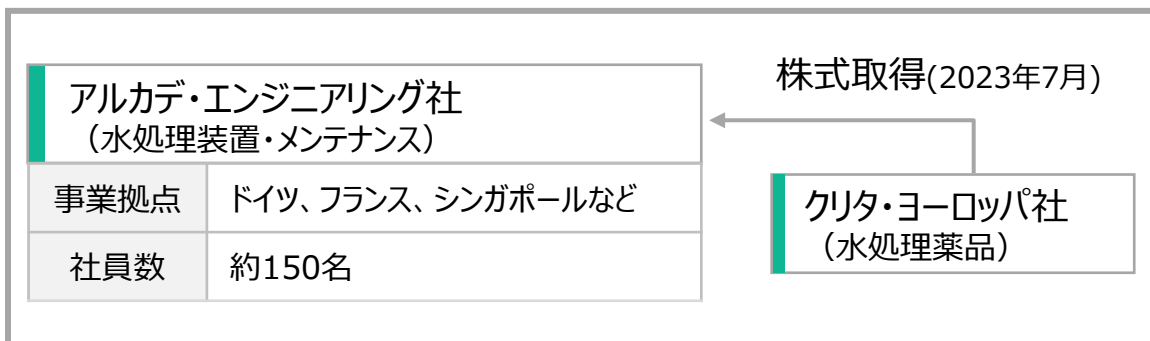 アルカデ・エンジニアリング社
（水処理装置・メンテナンス）
事業拠点 ドイツ、フランス、シンガポールなど
社員数 約150名
株式取得(2023年7月)
クリタ・ヨーロッパ社
（水処理薬品）